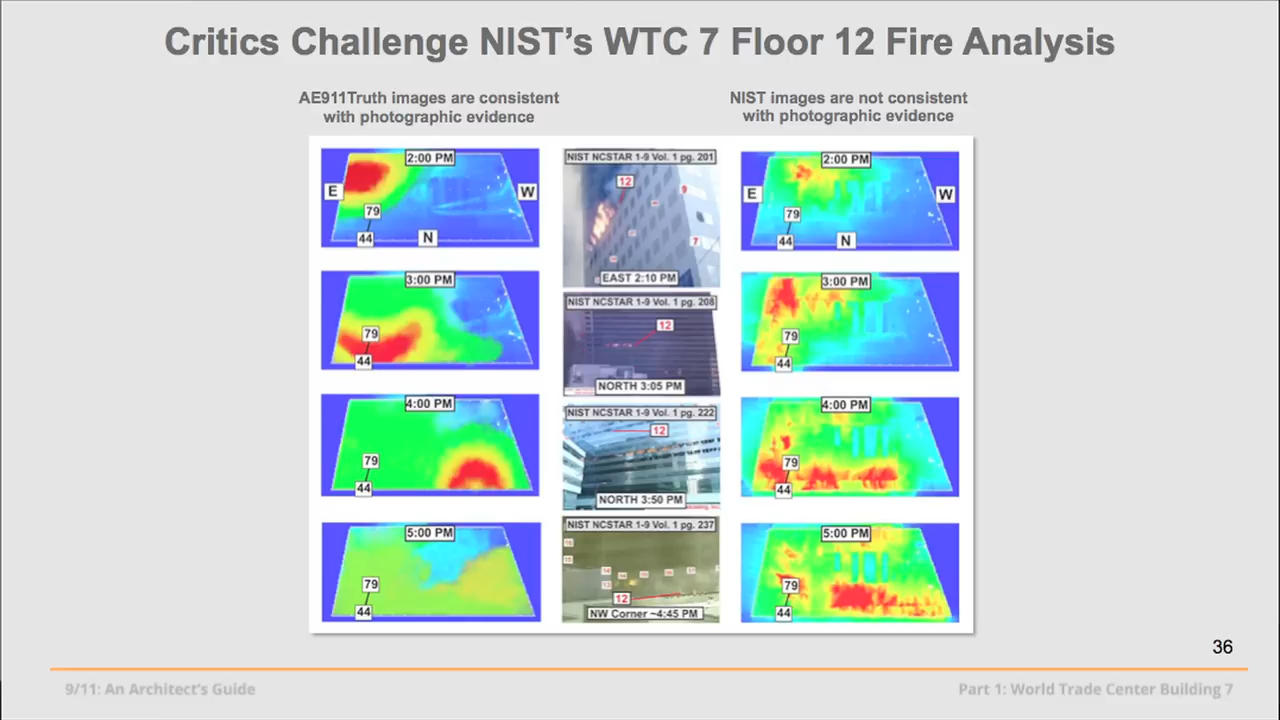 Critics Challenge NIST's WTC 7 Floor 12 Fire Analysis
AE911Truth images are consistent
with photographic evidence
NIST images are not consistent
with photographic evidence
2:00 PM
E
W
79
44
N
3:00 PM
79
44
4:00 PM
79
44
5:00 PM
79
44
NIST NCSTAR 1-9 Vol. 1 pg. 201
12
9
7
EAST 2:10 PM
NIST NCSTAR 1-9 Vol. 1 pg. 208
12
NORTH 3:05 PM
NIST NCSTAR 1-9 Vol. 1 pg. 222
12
NORTH 3:50 PM
NIST NCSTAR 1-9 Vol. 1 pg. 237
12
NW Corner ~4:45 PM
2:00 PM
E
W
79
44
N
3:00 PM
79
44
4:00 PM
79
44
5:00 PM
79
44
36
9/11: An Architect's Guide
Part 1: World Trade Center Building 7